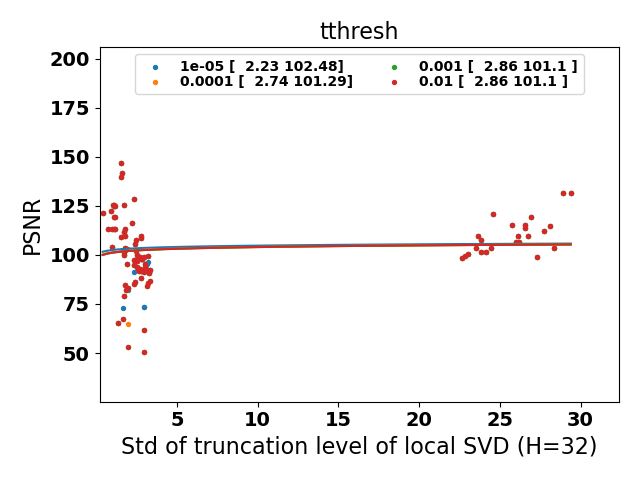 tthresh
1e-05 [  2.23 102.48]
0.0001 [  2.74 101.29]
0.001 [  2.86 101.1 ]
0.01 [  2.86 101.1 ]
200
175
150
125
100
75
50
PSNR
5 10 15 20 25 30
Std of truncation level of local SVD (H=32)